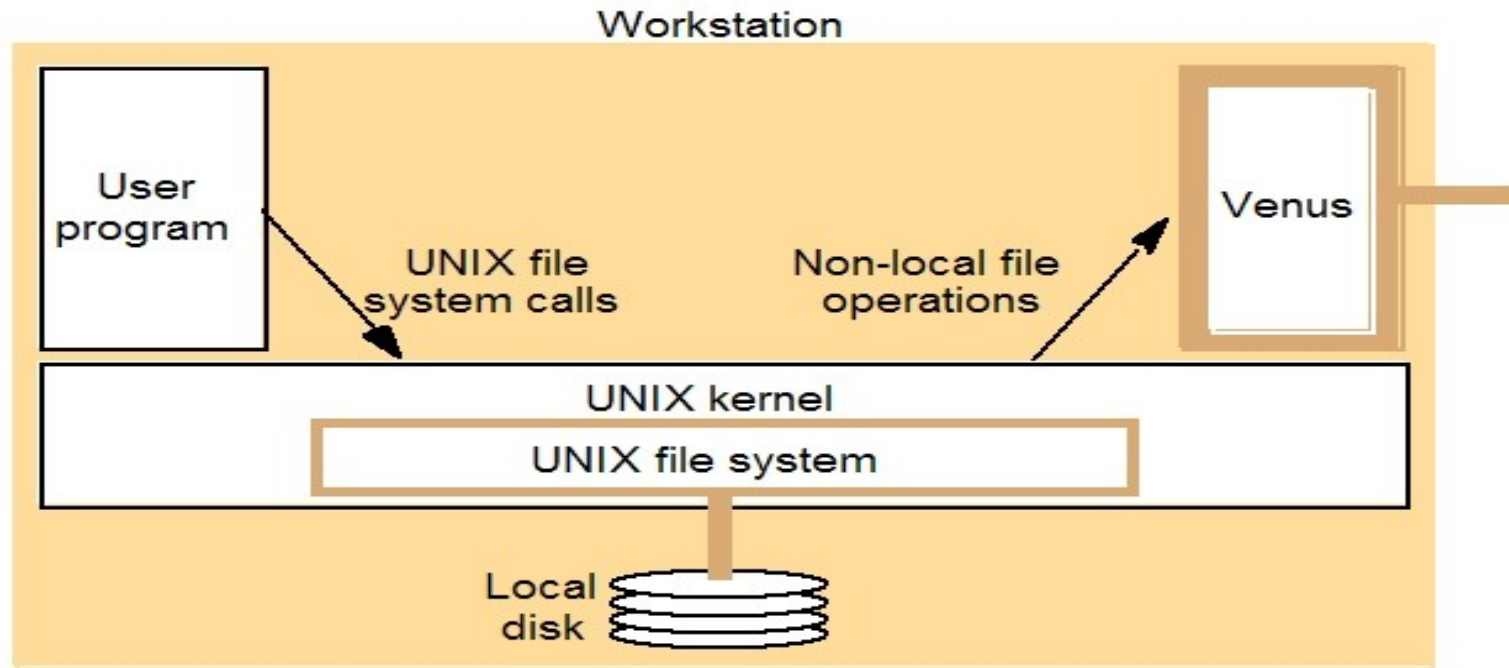 Workstation
User
program
UNIX file
system calls
Non-local file
operations
Venus
UNIX kernel
UNIX file system
Local
disk